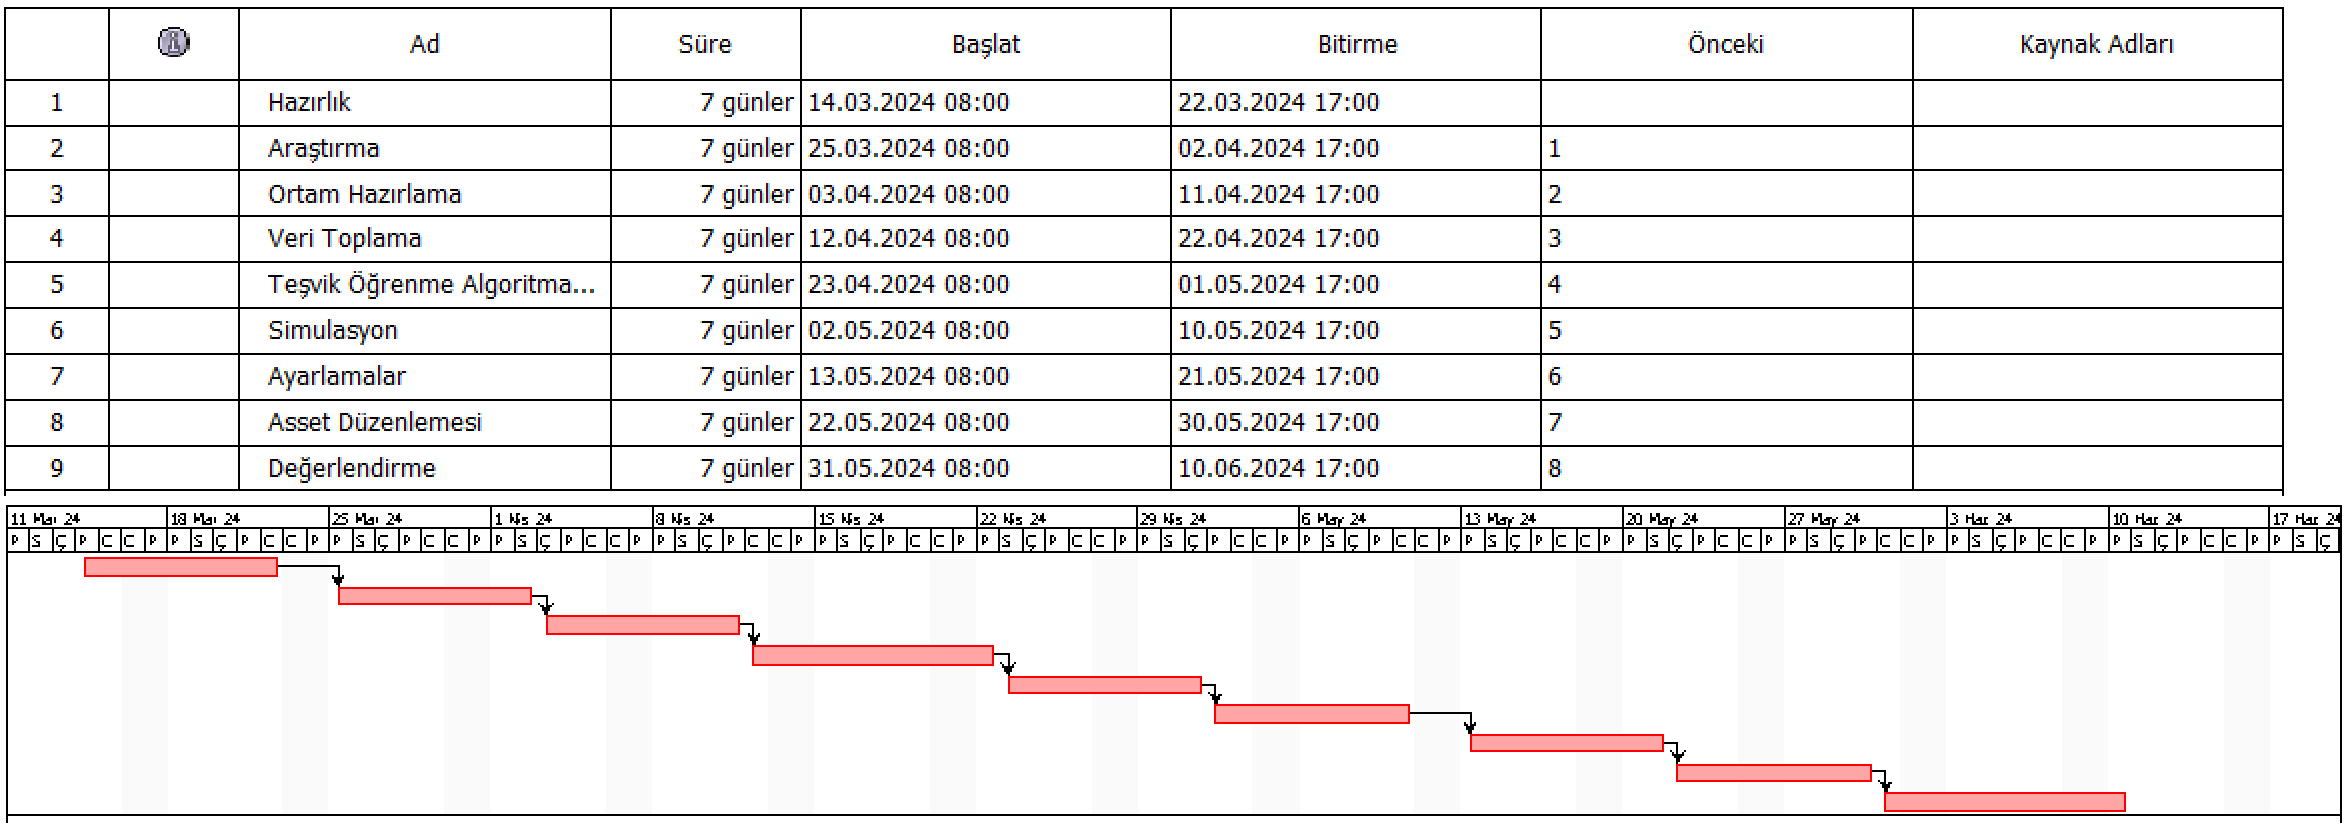 Ad Süre Başlat Bitirme Önceki Kaynak Adları
1 Hazırlık 7 günler 14.03.2024 08:00 22.03.2024 17:00
2 Araştırma 7 günler 25.03.2024 08:00 02.04.2024 17:00 1
3 Ortam Hazırlama 7 günler 03.04.2024 08:00 11.04.2024 17:00 2
4 Veri Toplama 7 günler 12.04.2024 08:00 22.04.2024 17:00 3
5 Teşvik Öğrenme Algoritma... 7 günler 23.04.2024 08:00 01.05.2024 17:00 4
6 Simulasyon 7 günler 02.05.2024 08:00 10.05.2024 17:00 5
7 Ayarlamalar 7 günler 13.05.2024 08:00 21.05.2024 17:00 6
8 Asset Düzenlemesi 7 günler 22.05.2024 08:00 30.05.2024 17:00 7
9 Değerlendirme 7 günler 31.05.2024 08:00 10.06.2024 17:00 8
11 Mar 24 18 Mar 24 25 Mar 24 1 Nis 24 8 Nis 24 15 Nis 24 22 Nis 24 29 Nis 24 6 May 24 13 May 24 20 May 24 27 May 24 3 Haz 24 10 Haz 24 17 Haz 24
P S Ç P C C P P S Ç P C C P P S Ç P C C P P S Ç P C C P P S Ç P C C P P S Ç P C C P P S Ç P C C P P S Ç P C C P P S Ç P C C P P S Ç P C C P P S Ç P C C P P S Ç P C C P P S Ç P C C P P S Ç P C C P P S Ç